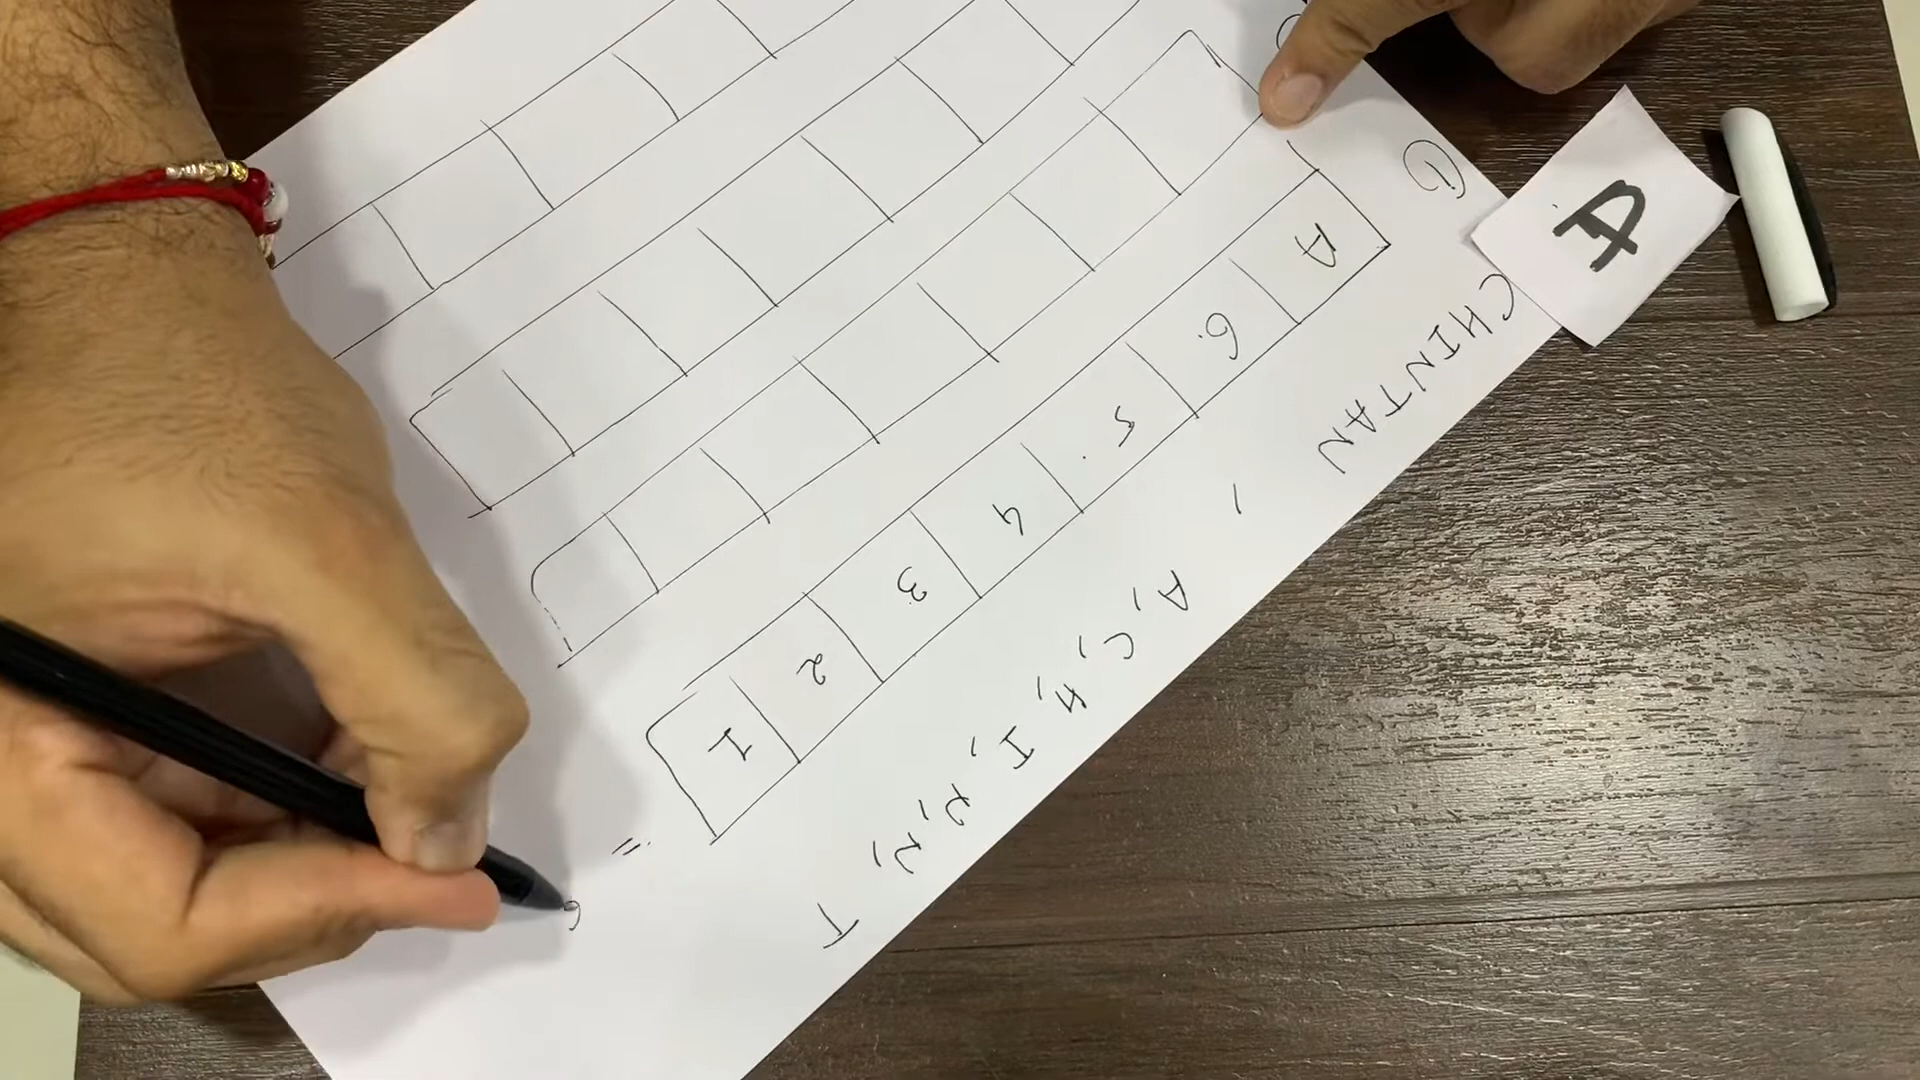 A
CHINTAN , A, C, H, I, N, N, T
A 6 5 4 3 2 1 =